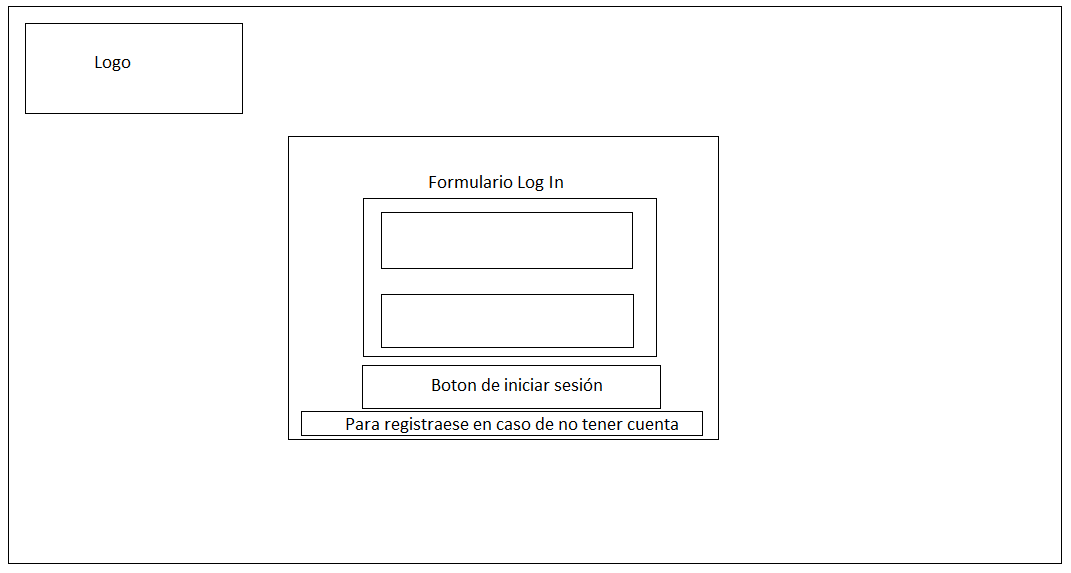 Logo
Formulario Log In
Boton de iniciar sesión
Para registraese en caso de no tener cuenta